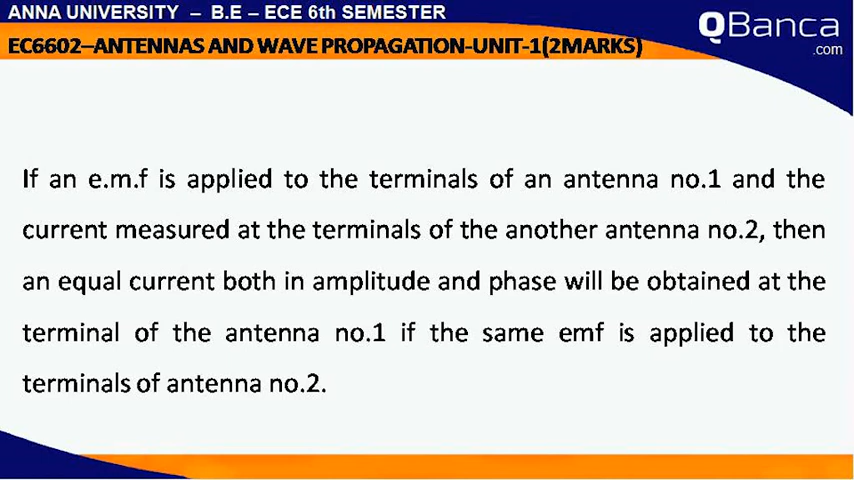 ANNA UNIVERSITY – B.E – ECE 6th SEMESTER
EC6602–ANTENNAS AND WAVE PROPAGATION-UNIT-1(2MARKS)
QBanca
.com
If an e.m.f is applied to the terminals of an antenna no.1 and the
current measured at the terminals of the another antenna no.2, then
an equal current both in amplitude and phase will be obtained at the
terminal of the antenna no.1 if the same emf is applied to the
terminals of antenna no.2.